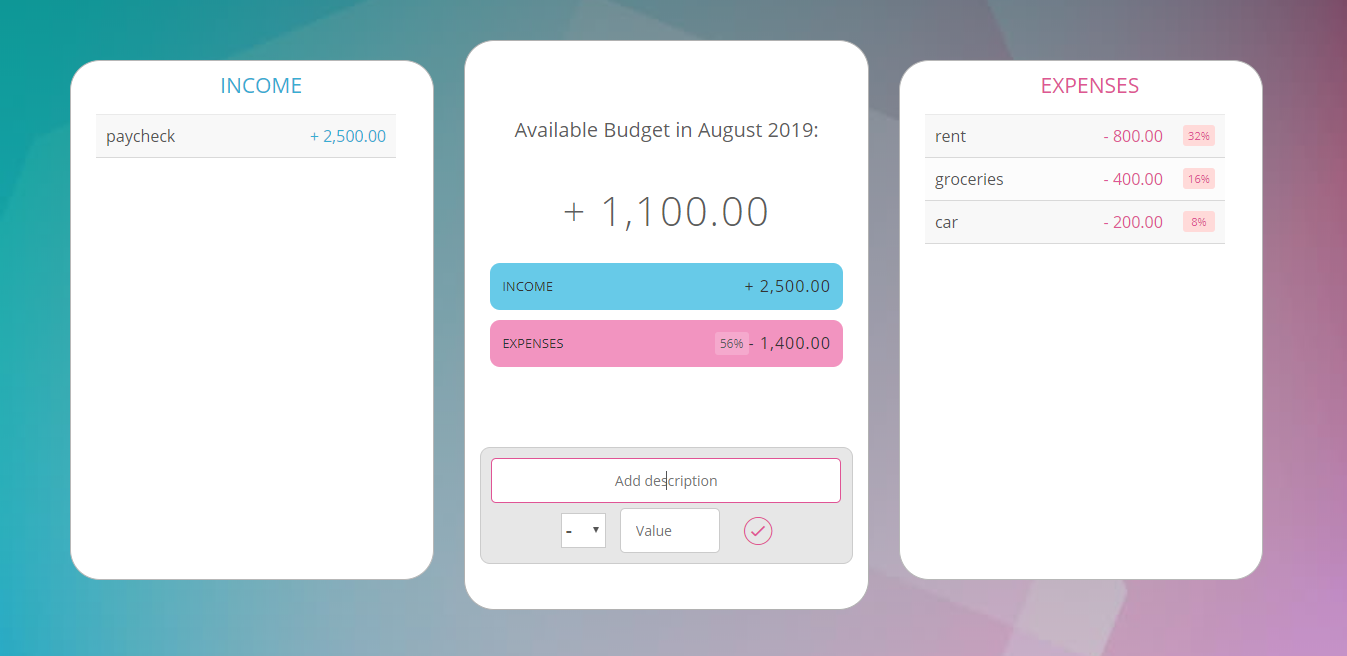 INCOME
paycheck + 2,500.00
Available Budget in August 2019:
+ 1,100.00
INCOME + 2,500.00
EXPENSES 56% - 1,400.00
Add description
- Value
EXPENSES
rent - 800.00 32%
groceries - 400.00 16%
car - 200.00 8%